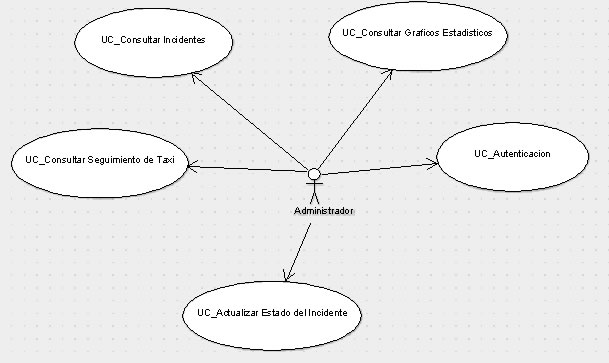 UC_Consultar Incidentes
UC_Consultar Graficos Estadisticos
UC_Consultar Seguimiento de Taxi
UC_Autenticacion
Administrador
UC_Actualizar Estado del Incidente